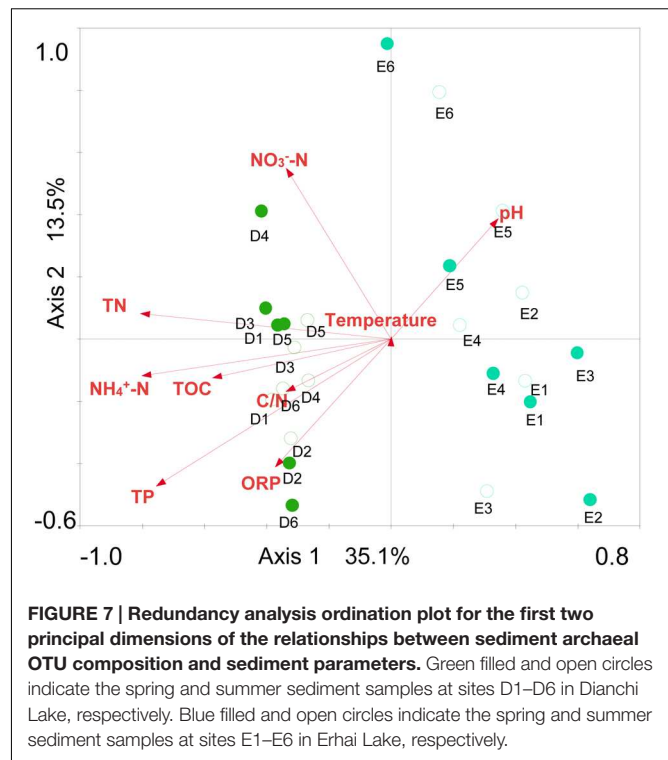 1.0
E6
E6
NO₃⁻-N
13.5%
D4
pH
E5
E5
TN
Axis 2
D3
D1
D5
D5
Temperature
E2
E4
D3
E3
NH₄⁺-N
TOC
C/N
D6
D4
E4
E1
E1
D1
D2
D2
ORP
TP
E3
D6
E2
-0.6
-1.0
Axis 1
35.1%
0.8
FIGURE 7 | Redundancy analysis ordination plot for the first two
principal dimensions of the relationships between sediment archaeal
OTU composition and sediment parameters. Green filled and open circles
indicate the spring and summer sediment samples at sites D1–D6 in Dianchi
Lake, respectively. Blue filled and open circles indicate the spring and summer
sediment samples at sites E1–E6 in Erhai Lake, respectively.